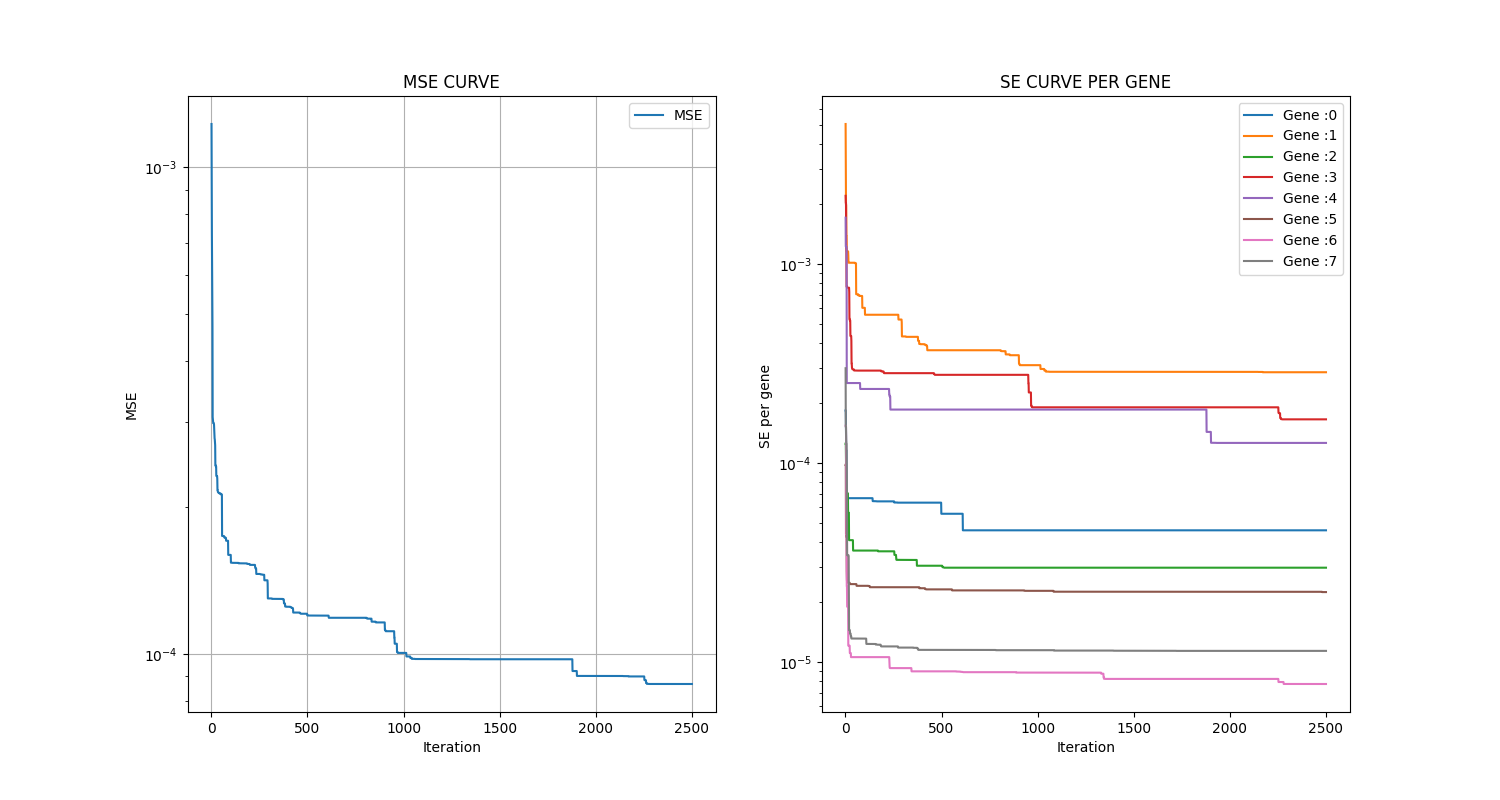 MSE CURVE
MSE
10⁻³
10⁻⁴
MSE
0 500 1000 1500 2000 2500
Iteration
SE CURVE PER GENE
Gene :0
Gene :1
Gene :2
Gene :3
Gene :4
Gene :5
Gene :6
Gene :7
10⁻³
10⁻⁴
10⁻⁵
SE per gene
0 500 1000 1500 2000 2500
Iteration